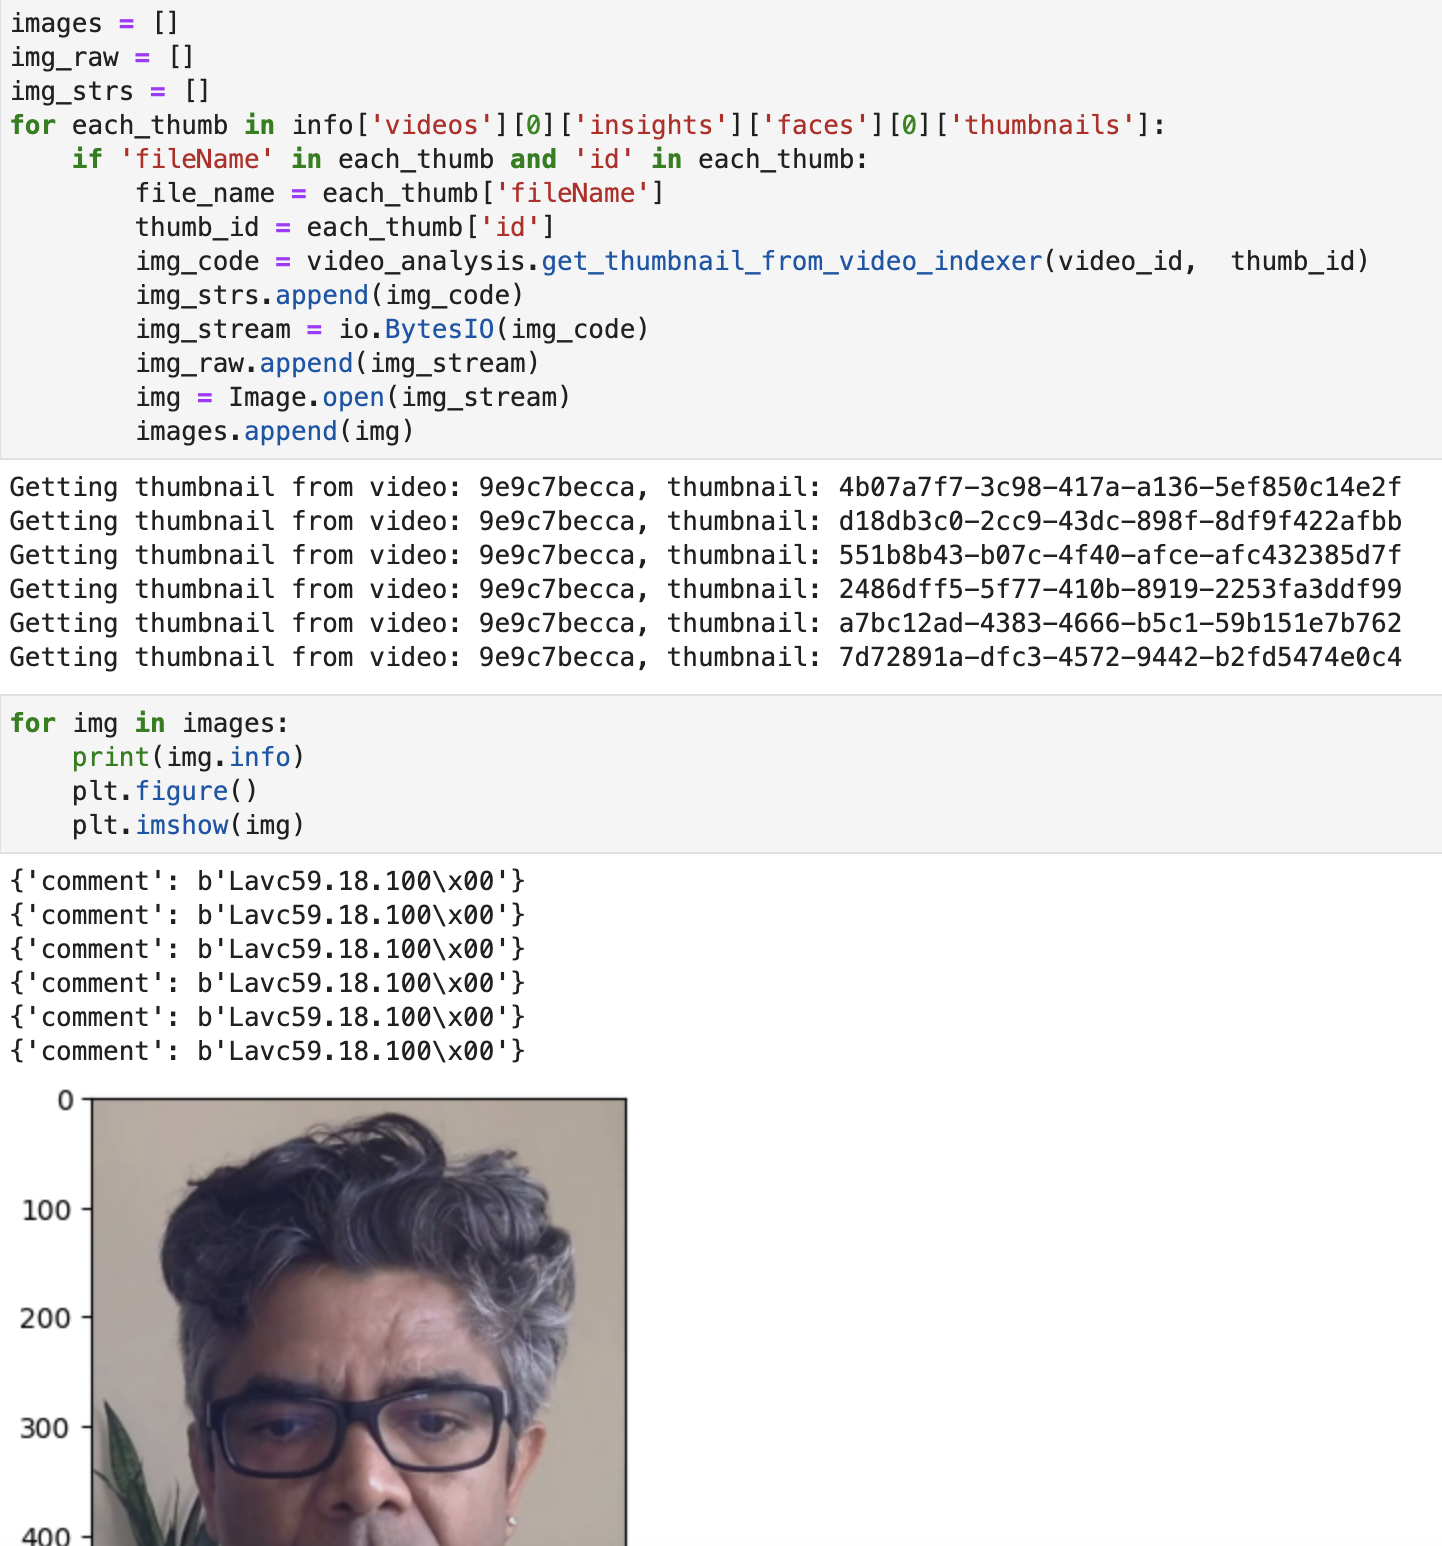 images = []
img_raw = []
img_strs = []
for each_thumb in info['videos'][0]['insights']['faces'][0]['thumbnails']:
    if 'fileName' in each_thumb and 'id' in each_thumb:
        file_name = each_thumb['fileName']
        thumb_id = each_thumb['id']
        img_code = video_analysis.get_thumbnail_from_video_indexer(video_id,  thumb_id)
        img_strs.append(img_code)
        img_stream = io.BytesIO(img_code)
        img_raw.append(img_stream)
        img = Image.open(img_stream)
        images.append(img)
Getting thumbnail from video: 9e9c7becca, thumbnail: 4b07a7f7-3c98-417a-a136-5ef850c14e2f
Getting thumbnail from video: 9e9c7becca, thumbnail: d18db3c0-2cc9-43dc-898f-8df9f422afbb
Getting thumbnail from video: 9e9c7becca, thumbnail: 551b8b43-b07c-4f40-afce-afc432385d7f
Getting thumbnail from video: 9e9c7becca, thumbnail: 2486dff5-5f77-410b-8919-2253fa3ddf99
Getting thumbnail from video: 9e9c7becca, thumbnail: a7bc12ad-4383-4666-b5c1-59b151e7b762
Getting thumbnail from video: 9e9c7becca, thumbnail: 7d72891a-dfc3-4572-9442-b2fd5474e0c4
for img in images:
    print(img.info)
    plt.figure()
    plt.imshow(img)
{'comment': b'Lavc59.18.100\x00'}
{'comment': b'Lavc59.18.100\x00'}
{'comment': b'Lavc59.18.100\x00'}
{'comment': b'Lavc59.18.100\x00'}
{'comment': b'Lavc59.18.100\x00'}
{'comment': b'Lavc59.18.100\x00'}
0
100
200
300
400